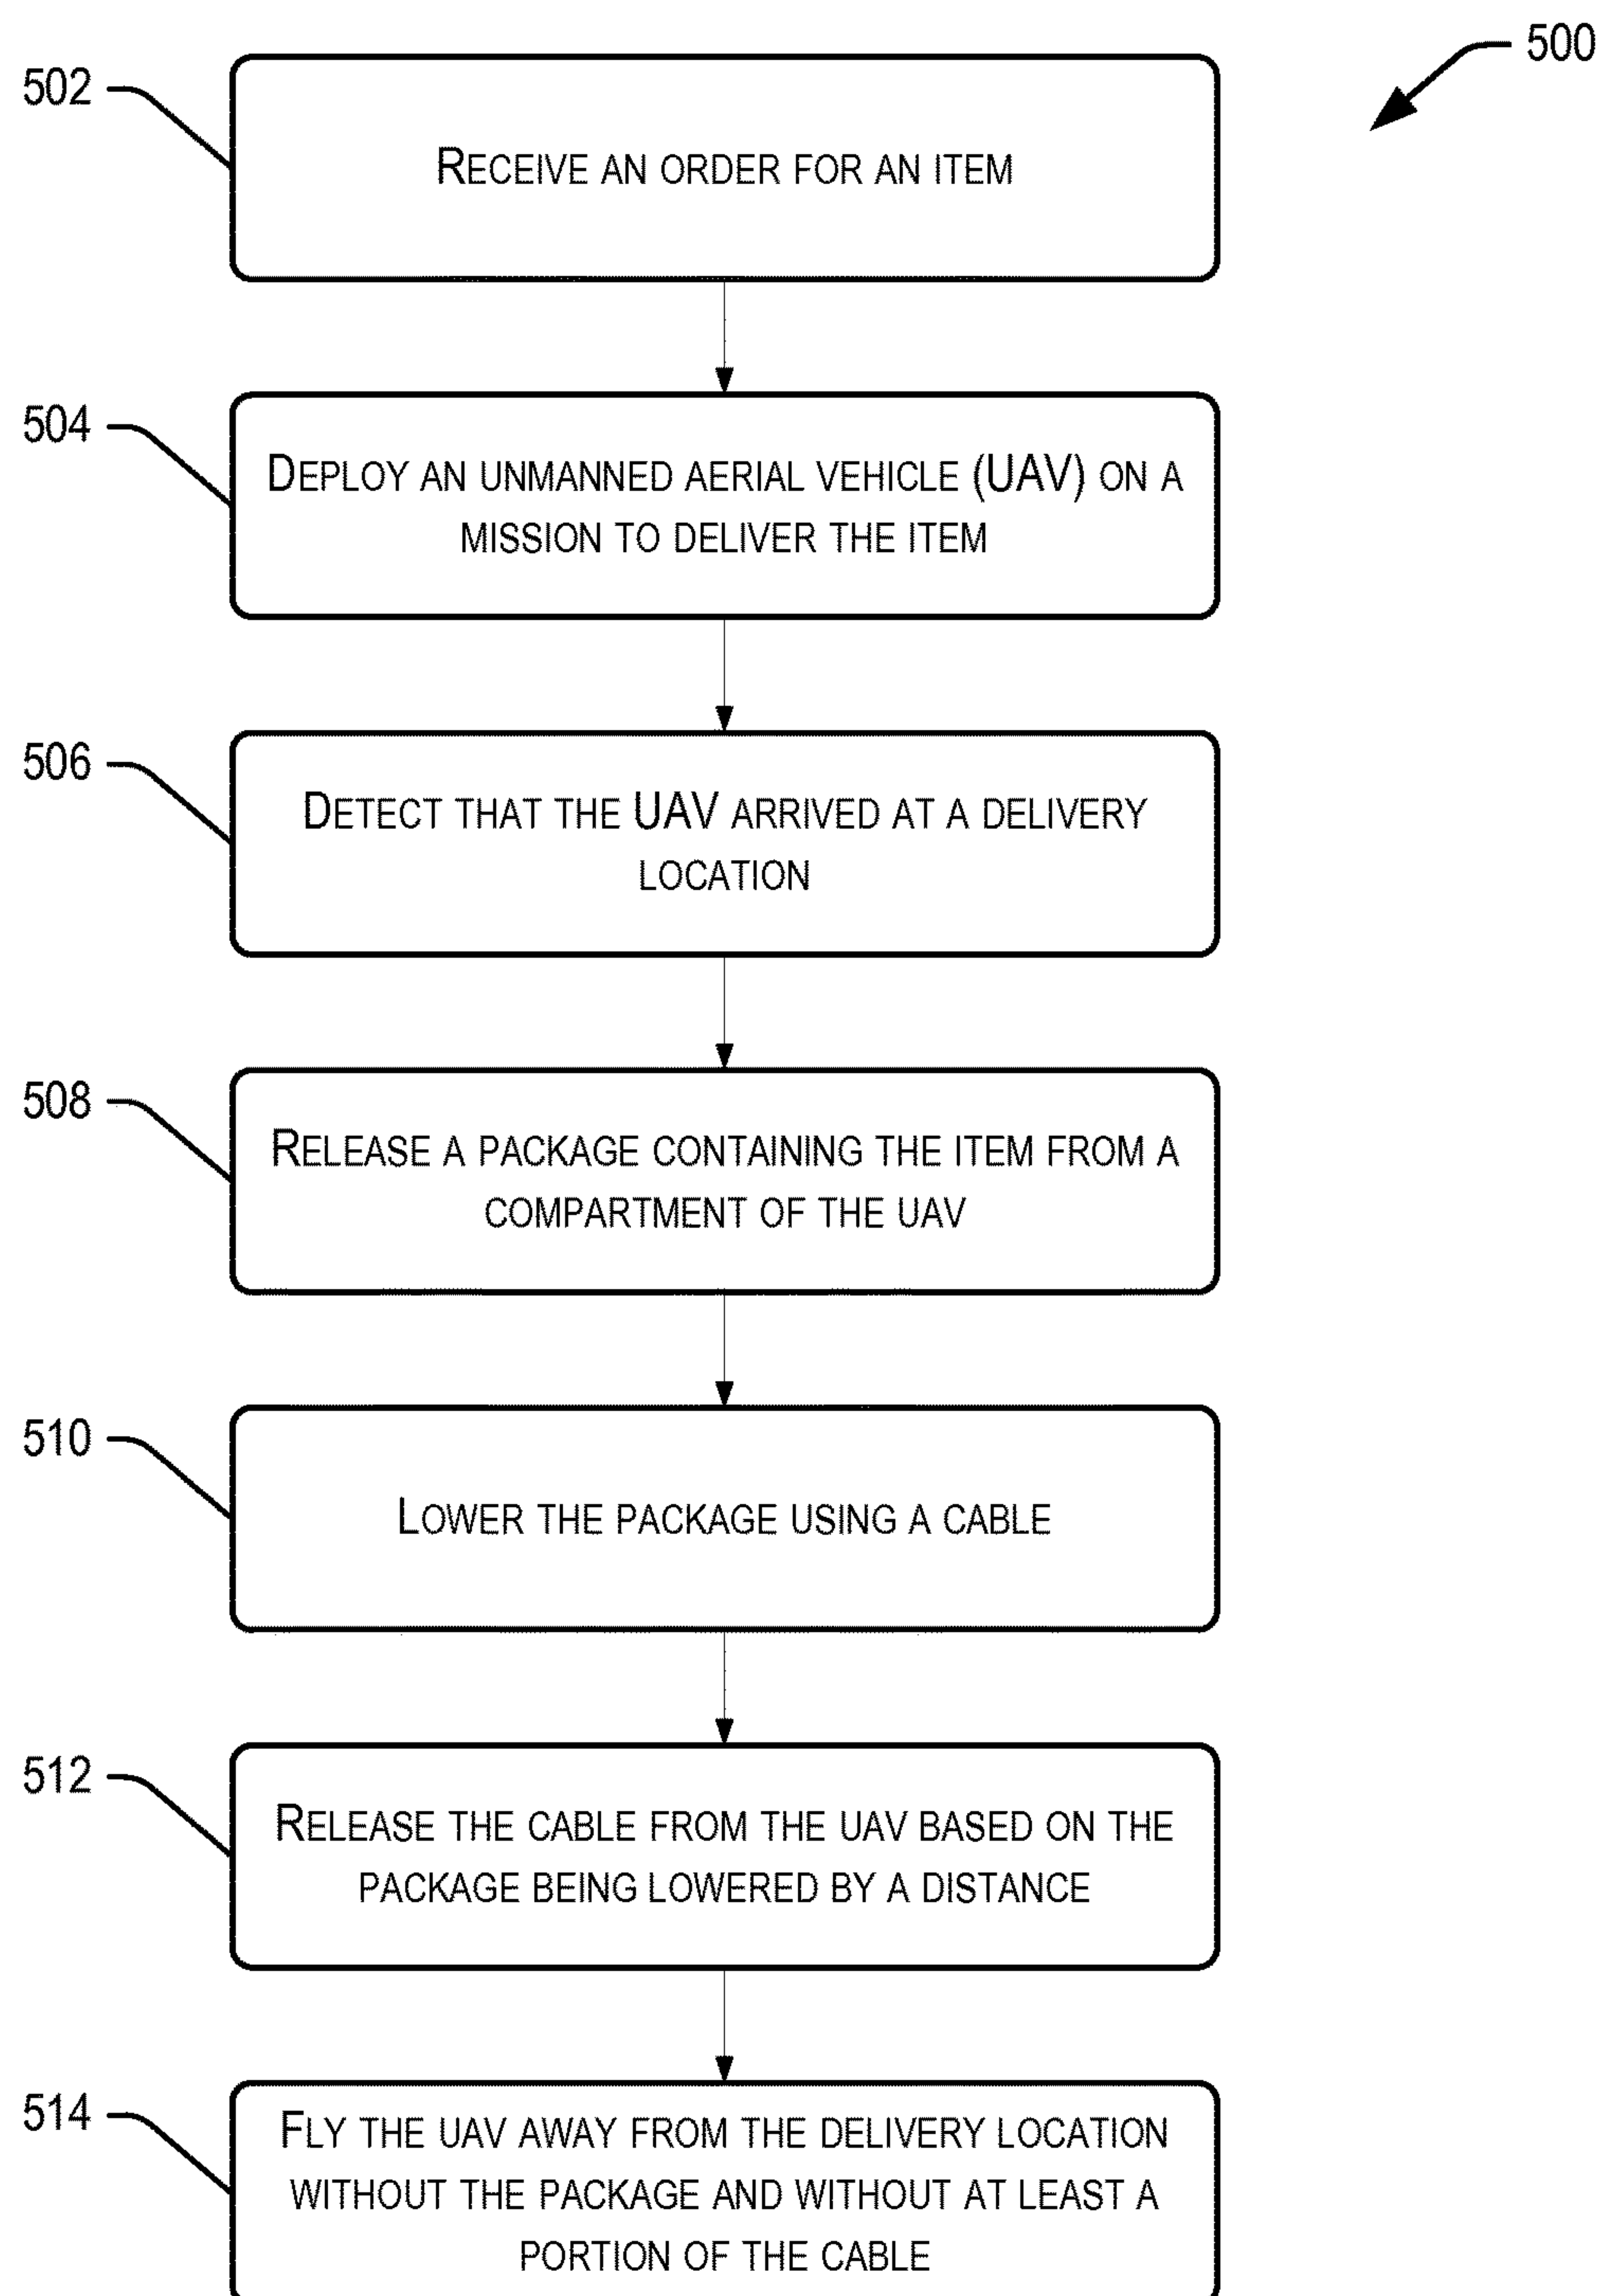 500
502
RECEIVE AN ORDER FOR AN ITEM
504
DEPLOY AN UNMANNED AERIAL VEHICLE (UAV) ON A
MISSION TO DELIVER THE ITEM
506
DETECT THAT THE UAV ARRIVED AT A DELIVERY
LOCATION
508
RELEASE A PACKAGE CONTAINING THE ITEM FROM A
COMPARTMENT OF THE UAV
510
LOWER THE PACKAGE USING A CABLE
512
RELEASE THE CABLE FROM THE UAV BASED ON THE
PACKAGE BEING LOWERED BY A DISTANCE
514
FLY THE UAV AWAY FROM THE DELIVERY LOCATION
WITHOUT THE PACKAGE AND WITHOUT AT LEAST A
PORTION OF THE CABLE